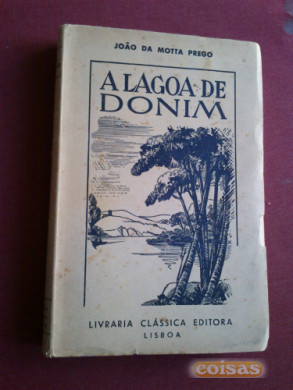 JOÃO DA MOTTA PREGO
A LAGOA DE
DONIM
LIVRARIA CLÁSSICA EDITORA
LISBOA
coisas